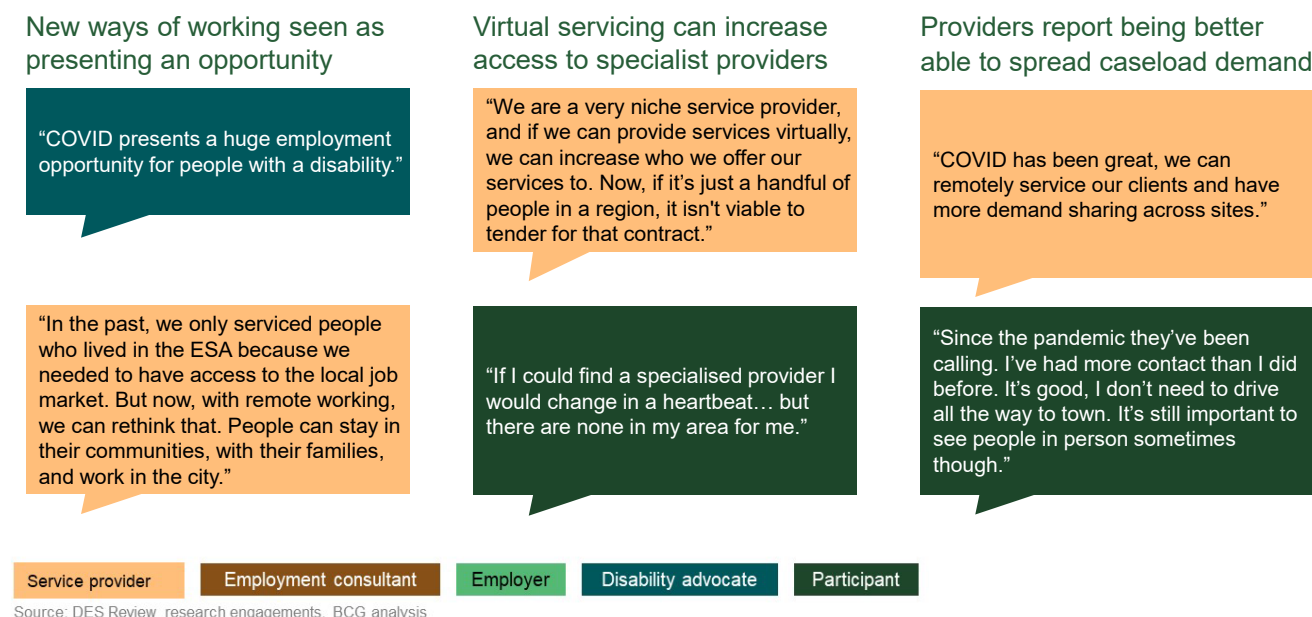 New ways of working seen as
presenting an opportunity
“COVID presents a huge employment
opportunity for people with a disability.”
“In the past, we only serviced people
who lived in the ESA because we
needed to have access to the local job
market. But now, with remote working,
we can rethink that. People can stay in
their communities, with their families,
and work in the city.”
Virtual servicing can increase
access to specialist providers
“We are a very niche service provider,
and if we can provide services virtually,
we can increase who we offer our
services to. Now, if it’s just a handful of
people in a region, it isn't viable to
tender for that contract.”
“If I could find a specialised provider I
would change in a heartbeat… but
there are none in my area for me.”
Providers report being better
able to spread caseload demand
“COVID has been great, we can
remotely service our clients and have
more demand sharing across sites.”
“Since the pandemic they’ve been
calling. I’ve had more contact than I did
before. It’s good, I don’t need to drive
all the way to town. It’s still important to
see people in person sometimes
though.”
Service provider
Employment consultant
Employer
Disability advocate
Participant
Source: DES Review research engagements, BCG analysis